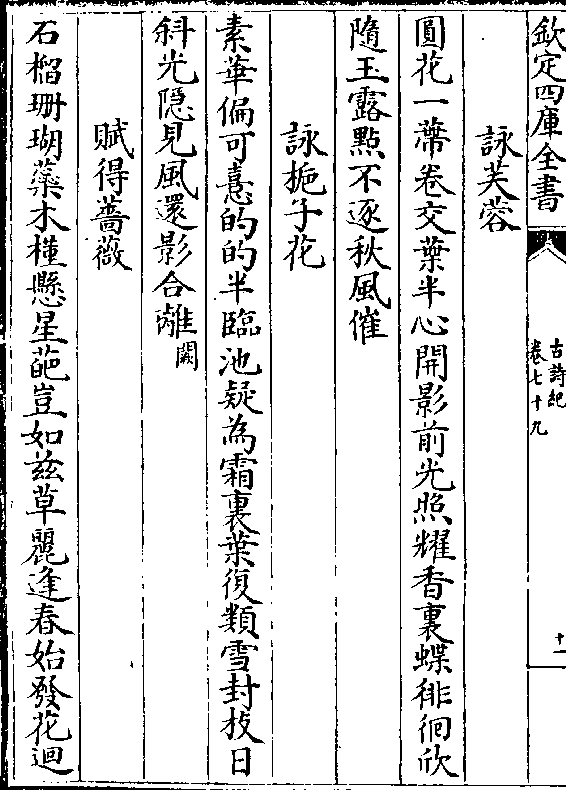 欽定四庫全書
古詩紀
卷七十九
十一
詠芙蓉
圓花一蔕卷交葉半心開影前光照耀香裏蝶徘徊欣
隨玉露點不逐秋風催
詠梔子花
素華偏可憙的的半臨池疑為霜裏葉復類雪封枝日
斜光隠見風還影合離闕
賦得薔薇
石榴珊瑚蘂木槿懸星葩豈如兹草麗逢春始發花迴